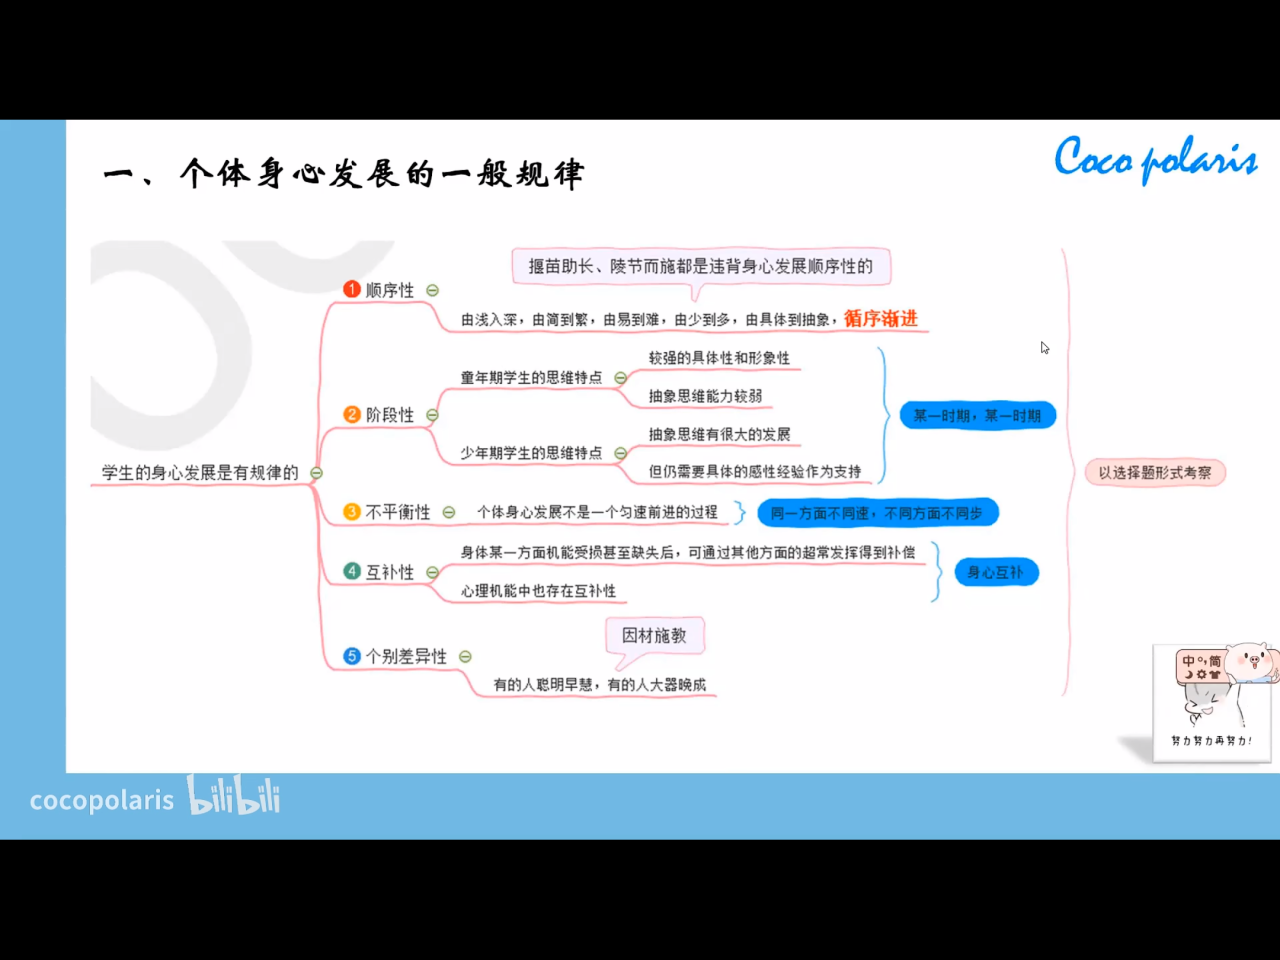 一、个体身心发展的一般规律
Coco polaris
揠苗助长、陵节而施都是违背身心发展顺序性的
1 顺序性
由浅入深，由简到繁，由易到难，由少到多，由具体到抽象，循序渐进
较强的具体性和形象性
童年期学生的思维特点
抽象思维能力较弱
2 阶段性
某一时期，某一时期
抽象思维有很大的发展
少年期学生的思维特点
但仍需要具体的感性经验作为支持
学生的身心发展是有规律的
以选择题形式考察
3 不平衡性
个体身心发展不是一个匀速前进的过程
同一方面不同速，不同方面不同步
身体某一方面机能受损甚至缺失后，可通过其他方面的超常发挥得到补偿
4 互补性
身心互补
心理机能中也存在互补性
因材施教
5 个别差异性
有的人聪明早慧，有的人大器晚成
中 简
努力努力再努力!
cocopolaris bilibili